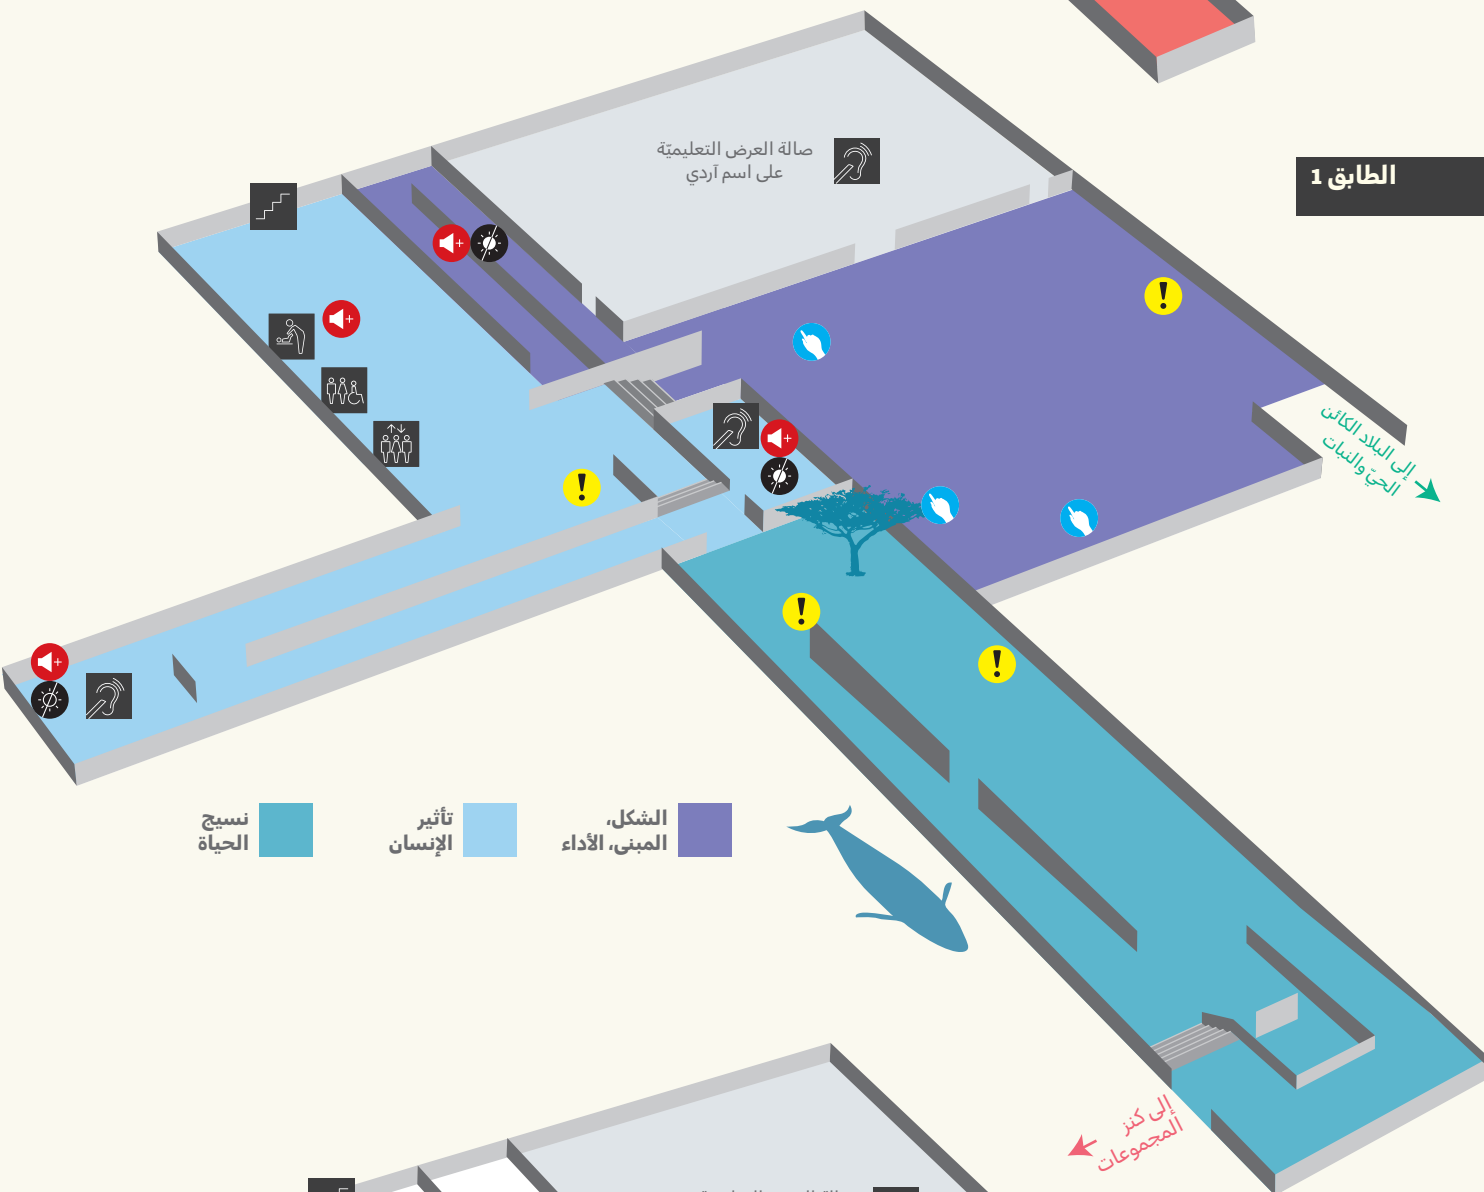 صالة العرض التعليميّة
على اسم آردي
الطابق 1
إلى البلاد الكائن
الحيّ والنبات
الشكل،
المبنى، الأداء
تأثير
الإنسان
نسيج
الحياة
إلى كنز
المجموعات